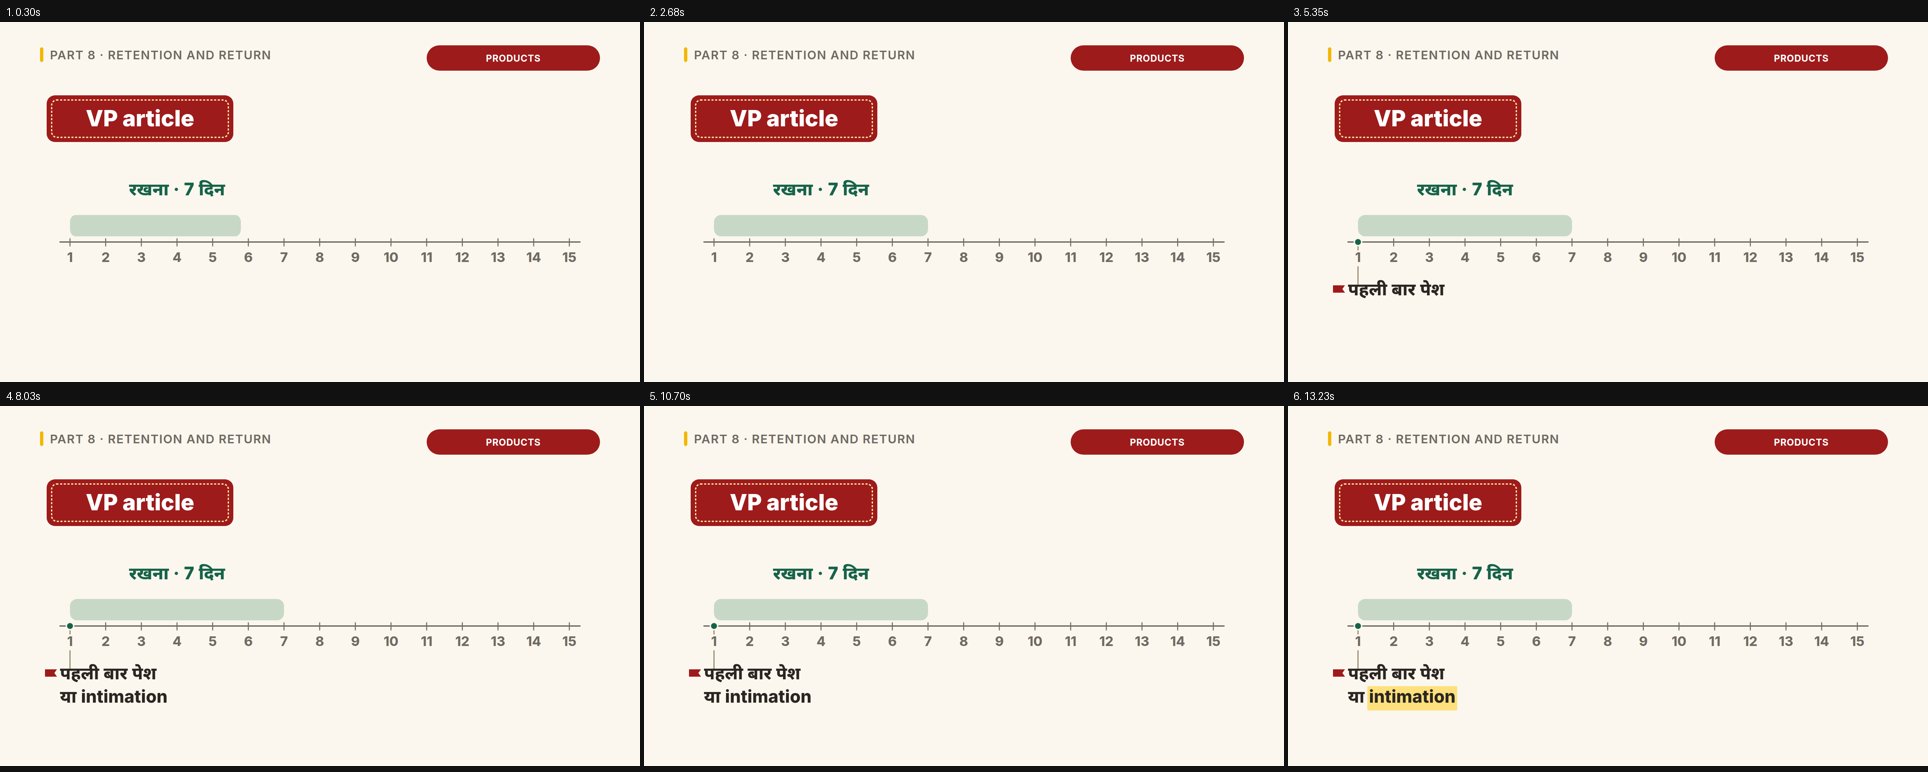 1. 0.30s
PART 8 · RETENTION AND RETURN
PRODUCTS
VP article
रखना · 7 दिन
1 2 3 4 5 6 7 8 9 10 11 12 13 14 15
2. 2.68s
PART 8 · RETENTION AND RETURN
PRODUCTS
VP article
रखना · 7 दिन
1 2 3 4 5 6 7 8 9 10 11 12 13 14 15
3. 5.35s
PART 8 · RETENTION AND RETURN
PRODUCTS
VP article
रखना · 7 दिन
1 2 3 4 5 6 7 8 9 10 11 12 13 14 15
पहली बार पेश
4. 8.03s
PART 8 · RETENTION AND RETURN
PRODUCTS
VP article
रखना · 7 दिन
1 2 3 4 5 6 7 8 9 10 11 12 13 14 15
पहली बार पेश
या intimation
5. 10.70s
PART 8 · RETENTION AND RETURN
PRODUCTS
VP article
रखना · 7 दिन
1 2 3 4 5 6 7 8 9 10 11 12 13 14 15
पहली बार पेश
या intimation
6. 13.23s
PART 8 · RETENTION AND RETURN
PRODUCTS
VP article
रखना · 7 दिन
1 2 3 4 5 6 7 8 9 10 11 12 13 14 15
पहली बार पेश
या intimation